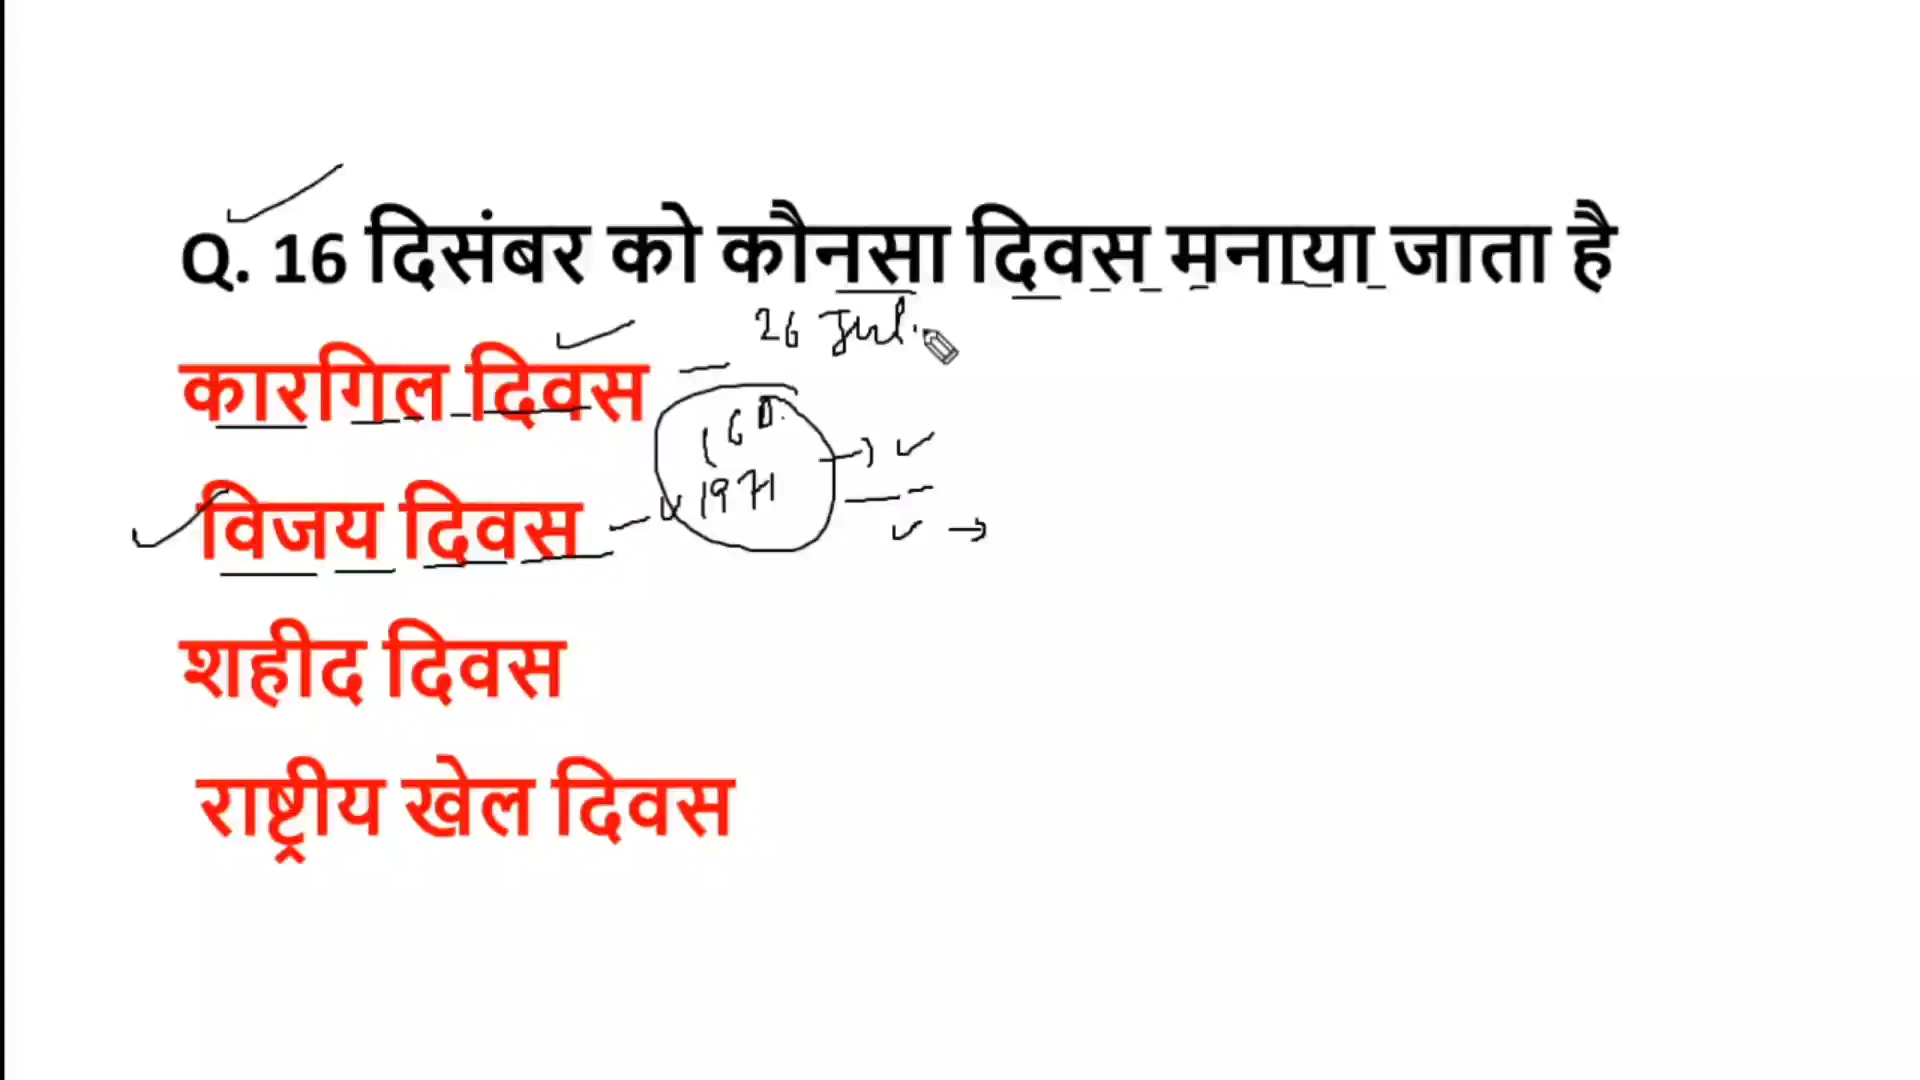 Q. 16 दिसंबर को कौनसा दिवस मनाया जाता है
26 Jul.
कारगिल दिवस
16 D.
1971
विजय दिवस
शहीद दिवस
राष्ट्रीय खेल दिवस